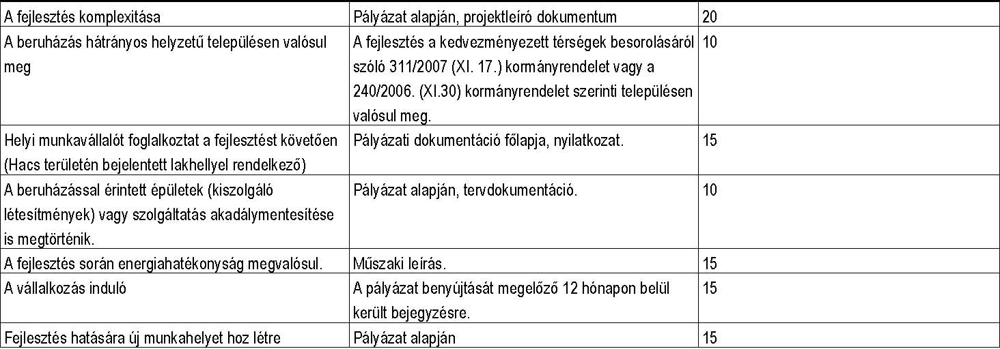 A fejlesztés komplexitása Pályázat alapján, projektleíró dokumentum 20
A beruházás hátrányos helyzetű településen valósul A fejlesztés a kedvezményezett térségek besorolásáról 10
meg szóló 311/2007 (XI. 17.) kormányrendelet vagy a
240/2006. (XI.30) kormányrendelet szerinti településen
valósul meg.
Helyi munkavállalót foglalkoztat a fejlesztést követően Pályázati dokumentáció főlapja, nyilatkozat. 15
(Hacs területén bejelentett lakhellyel rendelkező)
A beruházással érintett épületek (kiszolgáló Pályázat alapján, tervdokumentáció. 10
létesítmények) vagy szolgáltatás akadálymentesítése
is megtörténik.
A fejlesztés során energiahatékonyság megvalósul. Műszaki leírás. 15
A vállalkozás induló A pályázat benyújtását megelőző 12 hónapon belül 15
került bejegyzésre.
Fejlesztés hatására új munkahelyet hoz létre Pályázat alapján 15